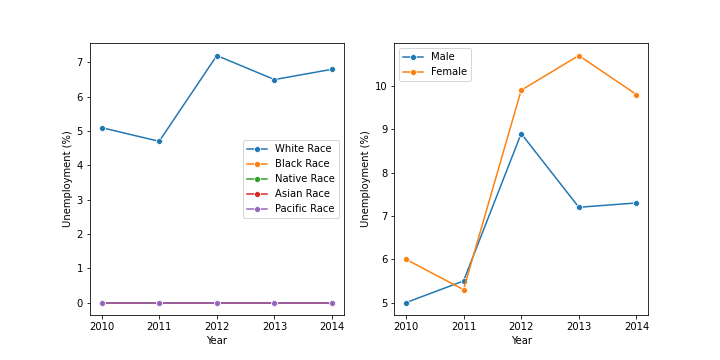 7
6
5
4
3
2
1
0
Unemployment (%)
2010 2011 2012 2013 2014
Year
White Race
Black Race
Native Race
Asian Race
Pacific Race
10
9
8
7
6
5
Unemployment (%)
2010 2011 2012 2013 2014
Year
Male
Female